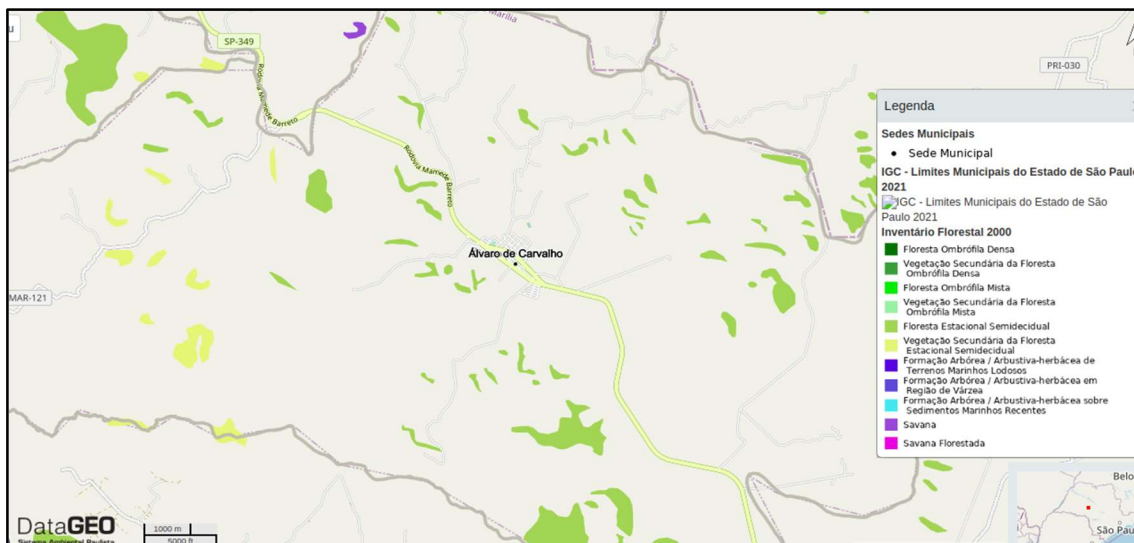 u
Marília
SP-349
PRI-030
Rodovia Mamede Barreto
Rodovia Mamede Barreto
Álvaro de Carvalho
MAR-121
Legenda
Sedes Municipais
Sede Municipal
IGC - Limites Municipais do Estado de São Paulo
2021
IGC - Limites Municipais do Estado de São
Paulo 2021
Inventário Florestal 2000
Floresta Ombrófila Densa
Vegetação Secundária da Floresta
Ombrófila Densa
Floresta Ombrófila Mista
Vegetação Secundária da Floresta
Ombrófila Mista
Floresta Estacional Semidecidual
Vegetação Secundária da Floresta
Estacional Semidecidual
Formação Arbórea / Arbustiva-herbácea de
Terrenos Marinhos Lodosos
Formação Arbórea / Arbustiva-herbácea em
Região de Várzea
Formação Arbórea / Arbustiva-herbácea sobre
Sedimentos Marinhos Recentes
Savana
Savana Florestada
DataGEO
Sistema Ambiental Paulista
1000 m
5000 ft
Belo
São Pau